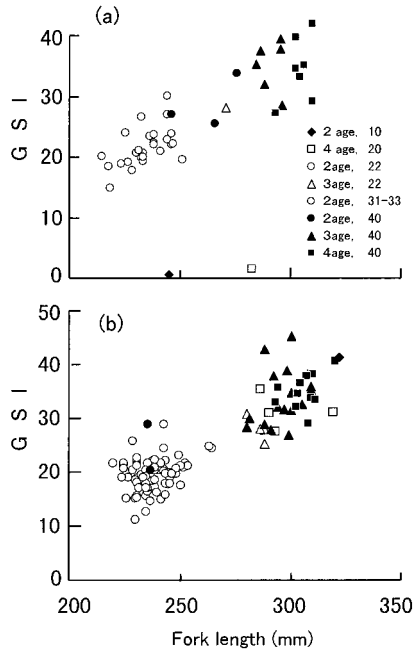 (a)
G S I
40
30
20
10
0
2 age, 10
4 age, 20
2age, 22
3age, 22
2age, 31-33
2age, 40
3age, 40
4age, 40
(b)
G S I
50
40
30
20
10
0
200 250 300 350
Fork length (mm)